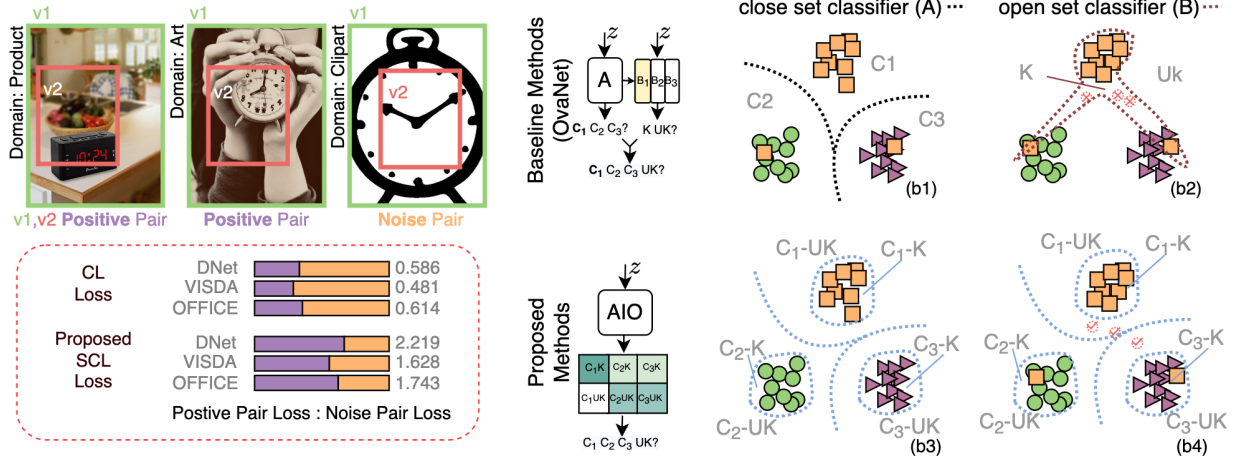 v1
v1
v1
Domain: Product
Domain: Art
Domain: Clipart
v2
v2
v2
10:24
v1,v2 Positive Pair
Positive Pair
Noise Pair
CL
Loss
DNet 0.586
VISDA 0.481
OFFICE 0.614
Proposed
SCL
Loss
DNet 2.219
VISDA 1.628
OFFICE 1.743
Postive Pair Loss : Noise Pair Loss
Baseline Methods
(OvaNet)
z
z
A
B1 B2 B3
C1 C2 C3?
K UK?
C1 C2 C3 UK?
Proposed
Methods
z
AIO
C1K C2K C3K
C1UK C2UK C3UK
C1 C2 C3 UK?
close set classifier (A)
C1
C2
C3
(b1)
open set classifier (B)
K
Uk
(b2)
C1-UK
C1-K
C2-K
C3-K
C2-UK
C3-UK
(b3)
C1-UK
C1-K
C2-K
C3-K
C2-UK
C3-UK
(b4)